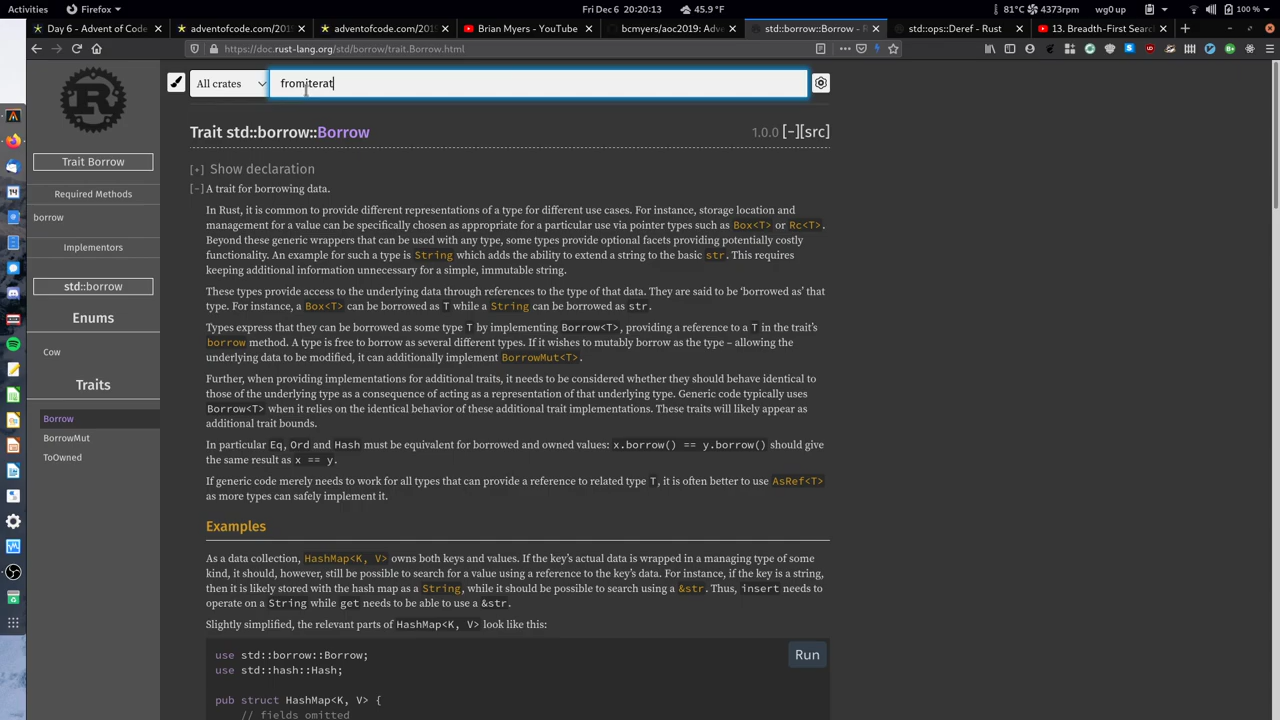 Activities
Firefox
Fri Dec 6 20:20:13
45.9 °F
81°C
4373rpm
wg0 up
100 %
Day 6 - Advent of Code
adventofcode.com/20
adventofcode.com/201
Brian Myers - YouTube
bcmyers/aoc2019: Adv
std::borrow::Borrow - R
std::ops::Deref - Rust
13. Breadth-First Searc
https://doc.rust-lang.org/std/borrow/trait.Borrow.html
All crates
fromiterat
Trait std::borrow::Borrow
1.0.0 [−][src]
Trait Borrow
Required Methods
borrow
Implementors
std::borrow
Enums
Cow
Traits
Borrow
BorrowMut
ToOwned
[+] Show declaration
[−] A trait for borrowing data.
In Rust, it is common to provide different representations of a type for different use cases. For instance, storage location and
management for a value can be specifically chosen as appropriate for a particular use via pointer types such as Box<T> or Rc<T>.
Beyond these generic wrappers that can be used with any type, some types provide optional facets providing potentially costly
functionality. An example for such a type is String which adds the ability to extend a string to the basic str. This requires
keeping additional information unnecessary for a simple, immutable string.
These types provide access to the underlying data through references to the type of that data. They are said to be ‘borrowed as’ that
type. For instance, a Box<T> can be borrowed as T while a String can be borrowed as str.
Types express that they can be borrowed as some type T by implementing Borrow<T>, providing a reference to a T in the trait’s
borrow method. A type is free to borrow as several different types. If it wishes to mutably borrow as the type – allowing the
underlying data to be modified, it can additionally implement BorrowMut<T>.
Further, when providing implementations for additional traits, it needs to be considered whether they should behave identical to
those of the underlying type as a consequence of acting as a representation of that underlying type. Generic code typically uses
Borrow<T> when it relies on the identical behavior of these additional trait implementations. These traits will likely appear as
additional trait bounds.
In particular Eq, Ord and Hash must be equivalent for borrowed and owned values: x.borrow() == y.borrow() should give
the same result as x == y.
If generic code merely needs to work for all types that can provide a reference to related type T, it is often better to use AsRef<T>
as more types can safely implement it.
Examples
As a data collection, HashMap<K, V> owns both keys and values. If the key’s actual data is wrapped in a managing type of some
kind, it should, however, still be possible to search for a value using a reference to the key’s data. For instance, if the key is a string,
then it is likely stored with the hash map as a String, while it should be possible to search using a &str. Thus, insert needs to
operate on a String while get needs to be able to use a &str.
Slightly simplified, the relevant parts of HashMap<K, V> look like this:
use std::borrow::Borrow;
use std::hash::Hash;
pub struct HashMap<K, V> {
// fields omitted
Run